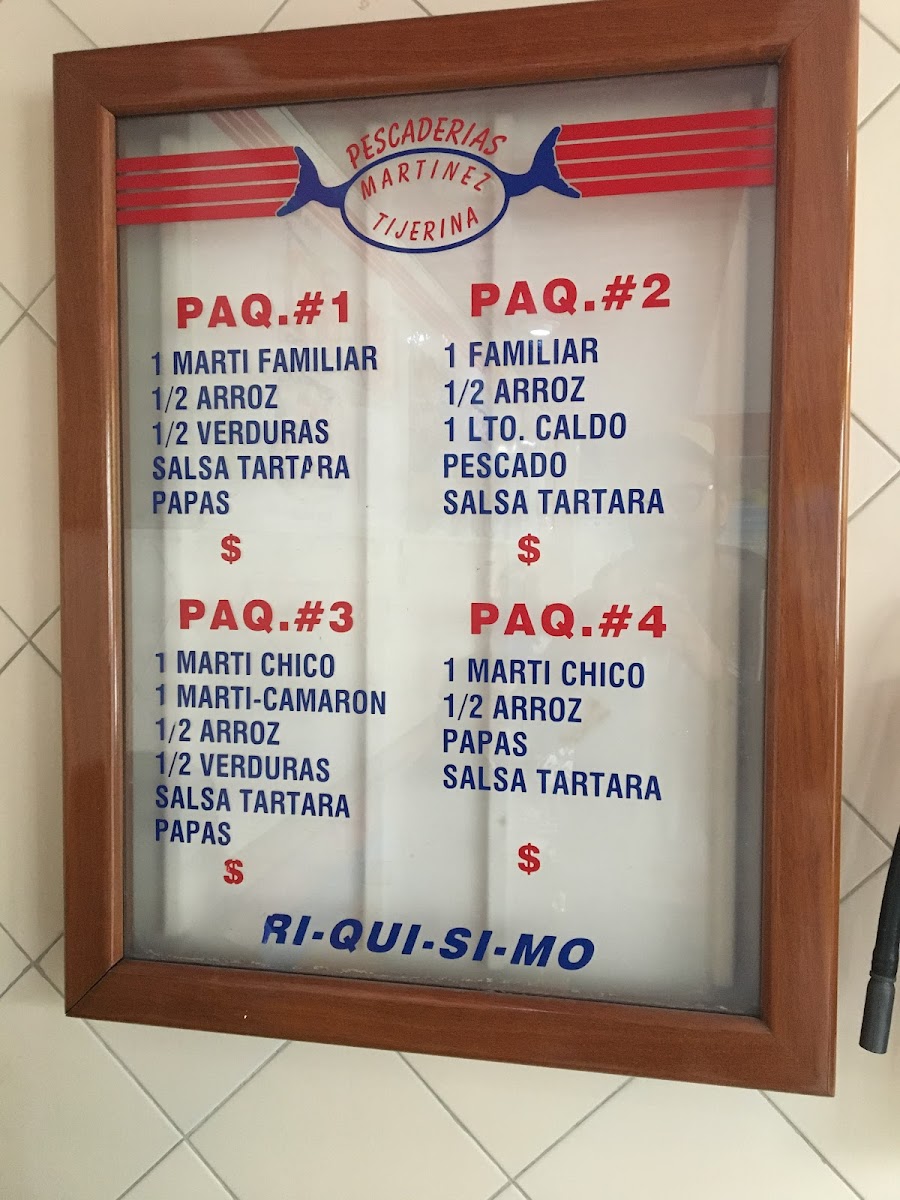 PESCADERIAS
MARTINEZ
TIJERINA
PAQ.#1
1 MARTI FAMILIAR
1/2 ARROZ
1/2 VERDURAS
SALSA TARTARA
PAPAS
$
PAQ.#2
1 FAMILIAR
1/2 ARROZ
1 LTO. CALDO
PESCADO
SALSA TARTARA
$
PAQ.#3
1 MARTI CHICO
1 MARTI-CAMARON
1/2 ARROZ
1/2 VERDURAS
SALSA TARTARA
PAPAS
$
PAQ.#4
1 MARTI CHICO
1/2 ARROZ
PAPAS
SALSA TARTARA
$
RI-QUI-SI-MO